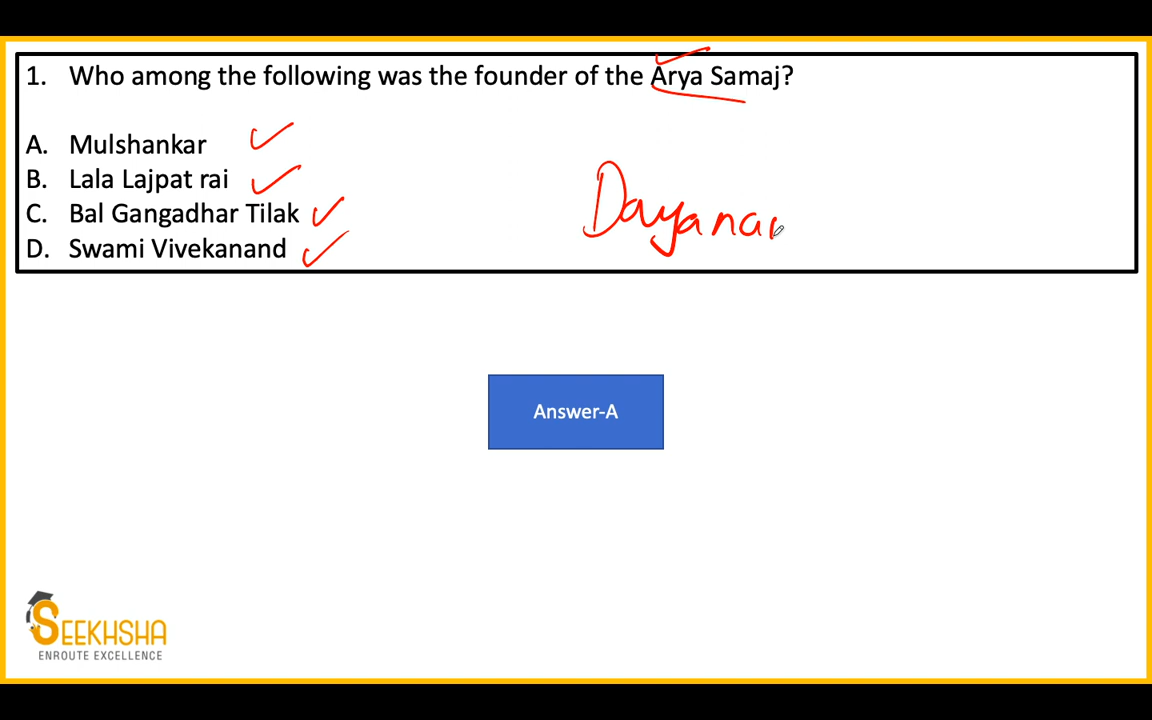 1. Who among the following was the founder of the Arya Samaj?
A. Mulshankar
B. Lala Lajpat rai
C. Bal Gangadhar Tilak
D. Swami Vivekanand
Dayanar
Answer-A
SEEKHSHA
ENROUTE EXCELLENCE